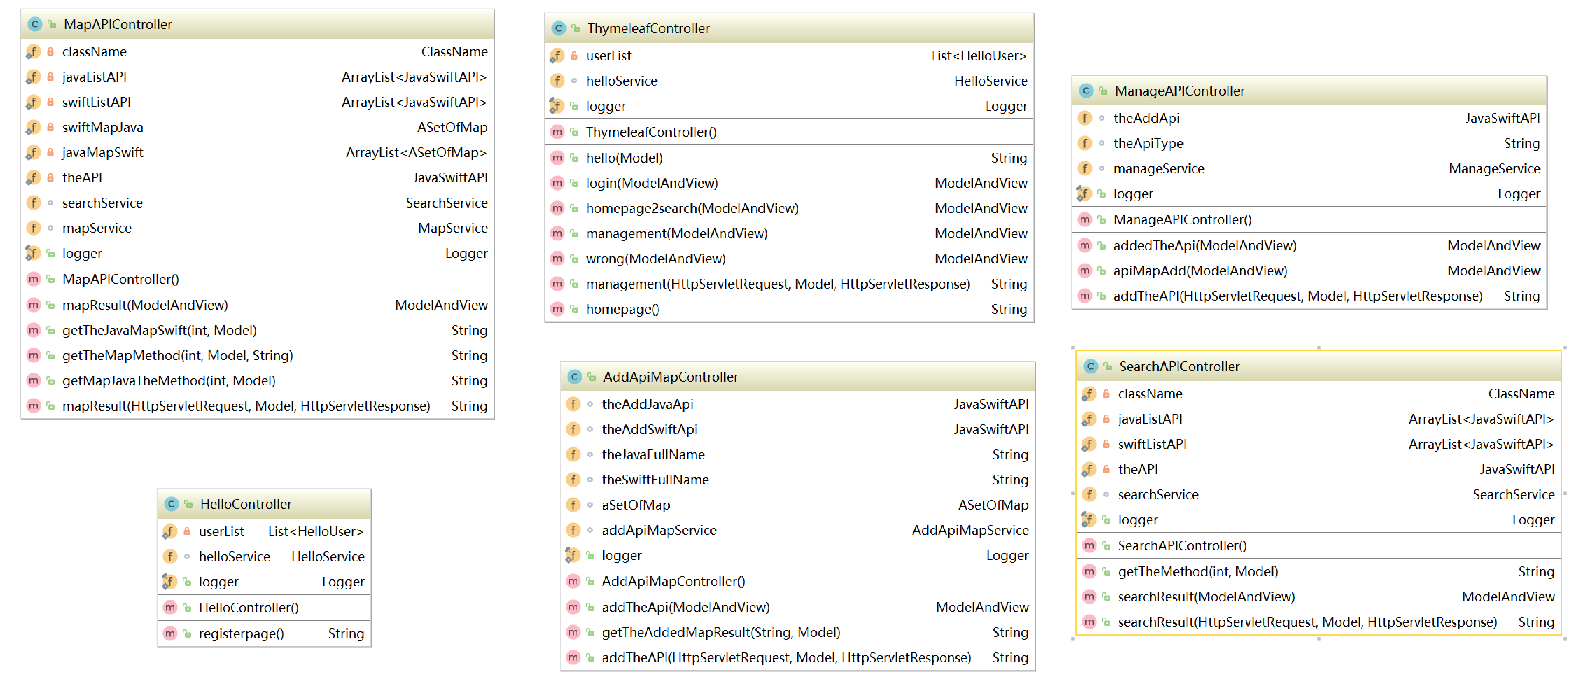 MapAPIController
className ClassName
javaListAPI ArrayList<JavaSwiftAPI>
swiftListAPI ArrayList<JavaSwiftAPI>
swiftMapJava ASetOfMap
javaMapSwift ArrayList<ASetOfMap>
theAPI JavaSwiftAPI
searchService SearchService
mapService MapService
logger Logger
MapAPIController()
mapResult(ModelAndView) ModelAndView
getTheJavaMapSwift(int, Model) String
getTheMapMethod(int, Model, String) String
getMapJavaTheMethod(int, Model) String
mapResult(HttpServletRequest, Model, HttpServletResponse) String
ThymeleafController
userList List<HelloUser>
helloService HelloService
logger Logger
ThymeleafController()
hello(Model) String
login(ModelAndView) ModelAndView
homepage2search(ModelAndView) ModelAndView
management(ModelAndView) ModelAndView
wrong(ModelAndView) ModelAndView
management(HttpServletRequest, Model, HttpServletResponse) String
homepage() String
ManageAPIController
theAddApi JavaSwiftAPI
theApiType String
manageService ManageService
logger Logger
ManageAPIController()
addedTheApi(ModelAndView) ModelAndView
apiMapAdd(ModelAndView) ModelAndView
addTheAPI(HttpServletRequest, Model, HttpServletResponse) String
HelloController
userList List<HelloUser>
helloService HelloService
logger Logger
HelloController()
registerpage() String
AddApiMapController
theAddJavaApi JavaSwiftAPI
theAddSwiftApi JavaSwiftAPI
theJavaFullName String
theSwiftFullName String
aSetOfMap ASetOfMap
addApiMapService AddApiMapService
logger Logger
AddApiMapController()
addTheApi(ModelAndView) ModelAndView
getTheAddedMapResult(String, Model) String
addTheAPI(HttpServletRequest, Model, HttpServletResponse) String
SearchAPIController
className ClassName
javaListAPI ArrayList<JavaSwiftAPI>
swiftListAPI ArrayList<JavaSwiftAPI>
theAPI JavaSwiftAPI
searchService SearchService
logger Logger
SearchAPIController()
getTheMethod(int, Model) String
searchResult(ModelAndView) ModelAndView
searchResult(HttpServletRequest, Model, HttpServletResponse) String